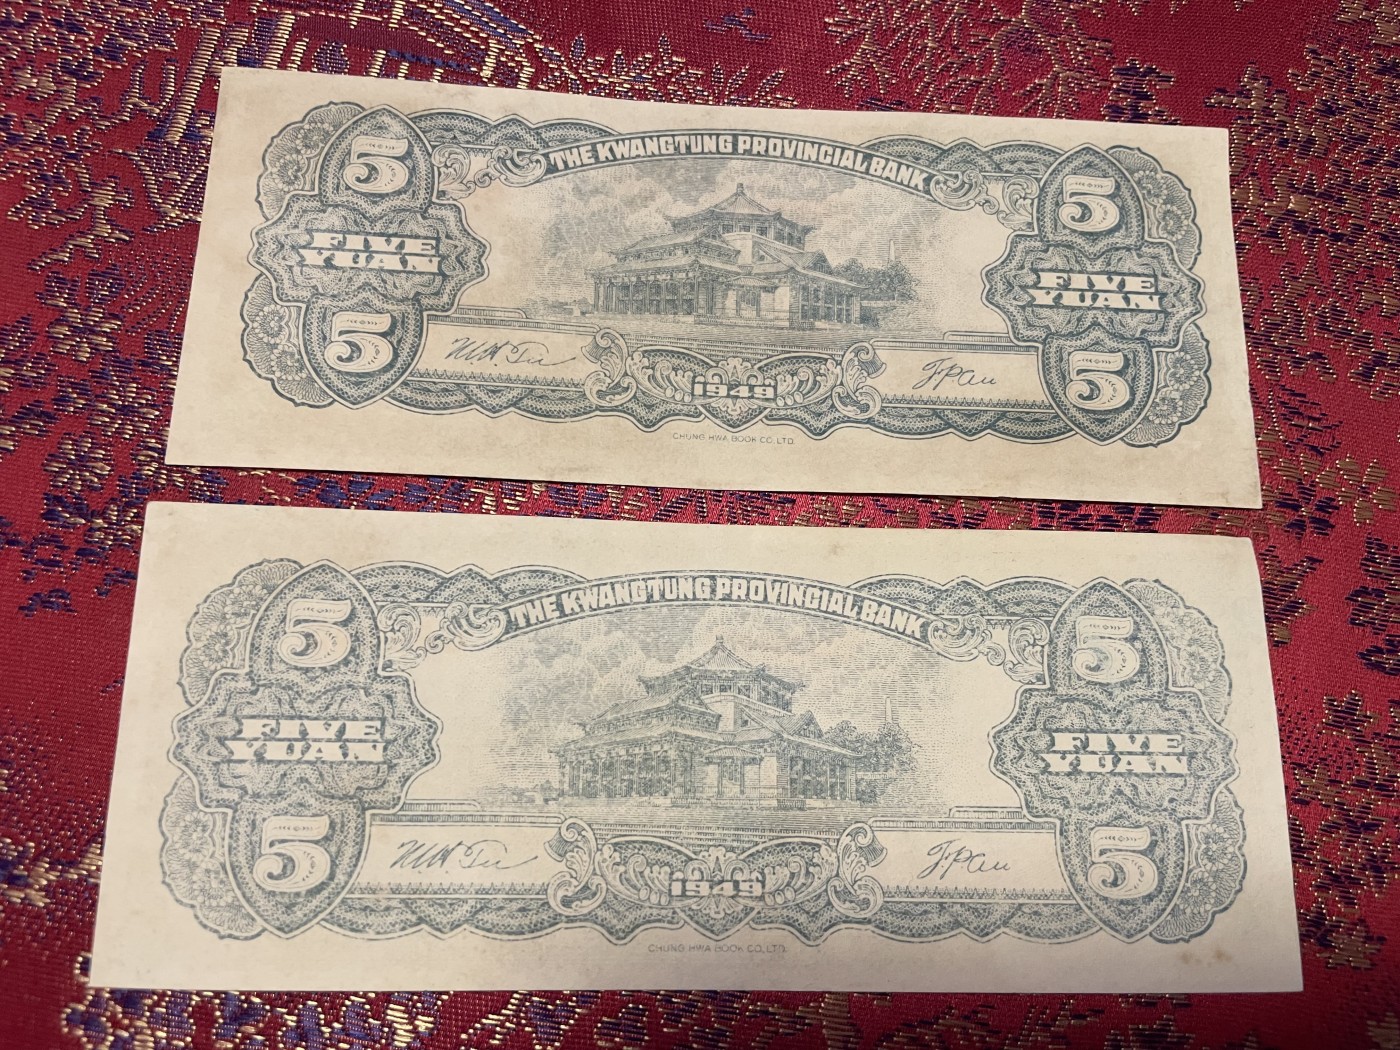 THE KWANGTUNG PROVINCIAL BANK
5 5
FIVE YUAN FIVE YUAN
5 5
1949
CHUNG HWA BOOK CO. LTD.
THE KWANGTUNG PROVINCIAL BANK
5 5
FIVE YUAN FIVE YUAN
5 5
1949
CHUNG HWA BOOK CO. LTD.